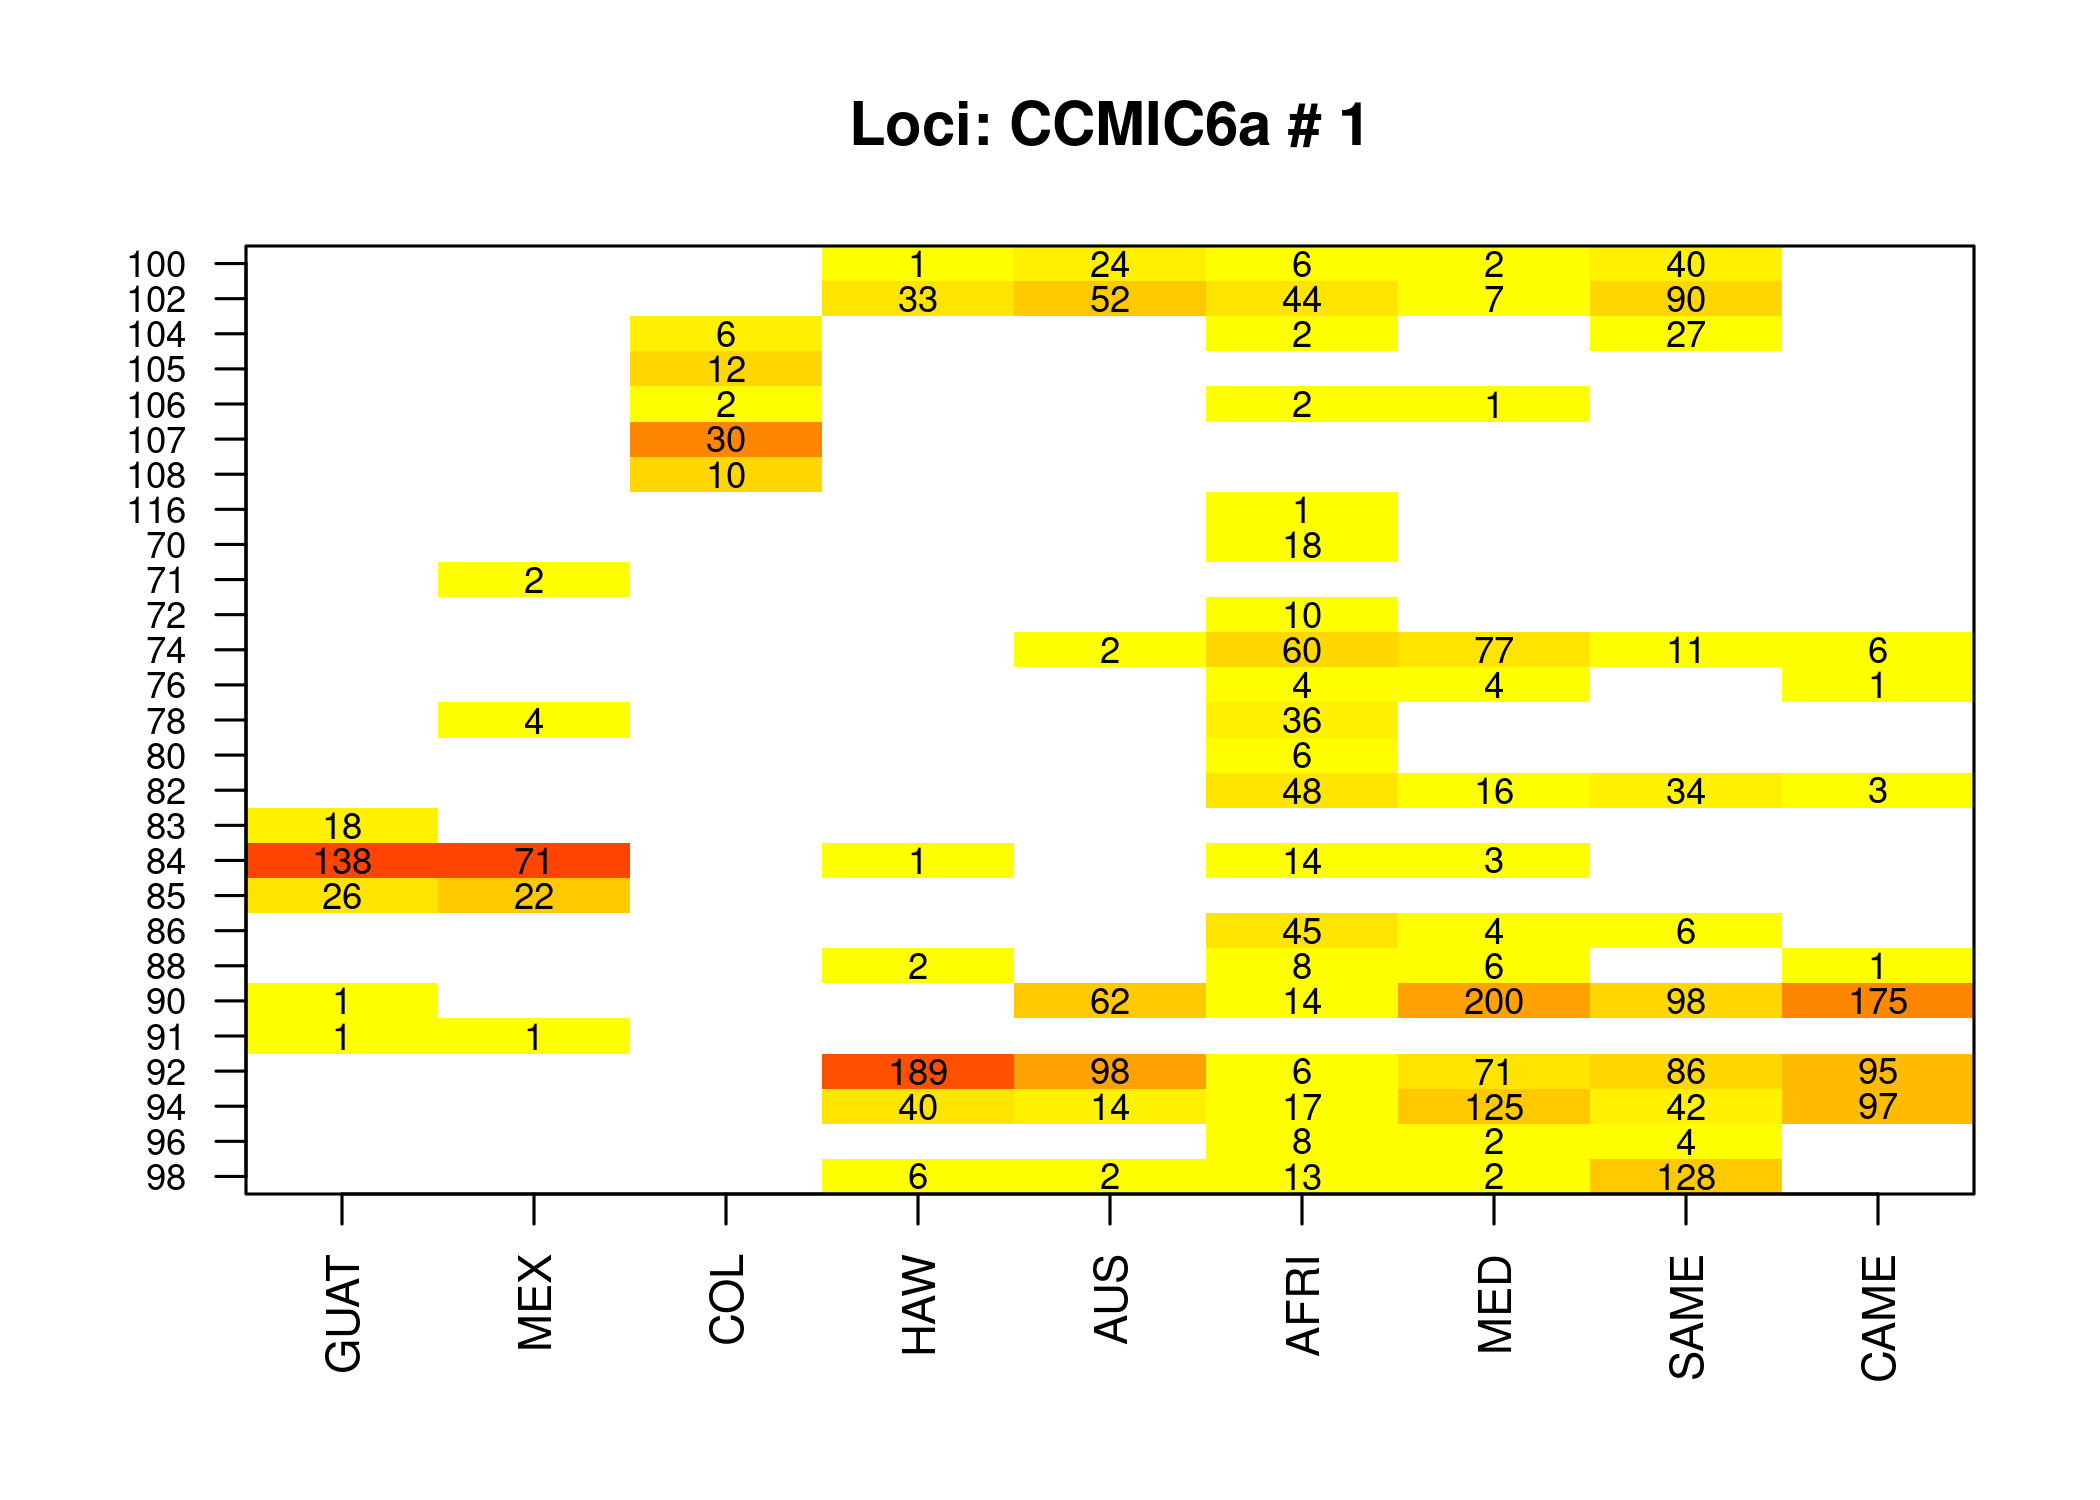 Loci: CCMIC6a # 1
100 1 24 6 2 40
102 33 52 44 7 90
104 6 2 27
105 12
106 2 2 1
107 30
108 10
116 1
70 18
71 2
72 10
74 2 60 77 11 6
76 4 4 1
78 4 36
80 6
82 48 16 34 3
83 18
84 138 71 1 14 3
85 26 22
86 45 4 6
88 2 8 6 1
90 1 62 14 200 98 175
91 1 1
92 189 98 6 71 86 95
94 40 14 17 125 42 97
96 8 2 4
98 6 2 13 2 128
GUAT MEX COL HAW AUS AFRI MED SAME CAME